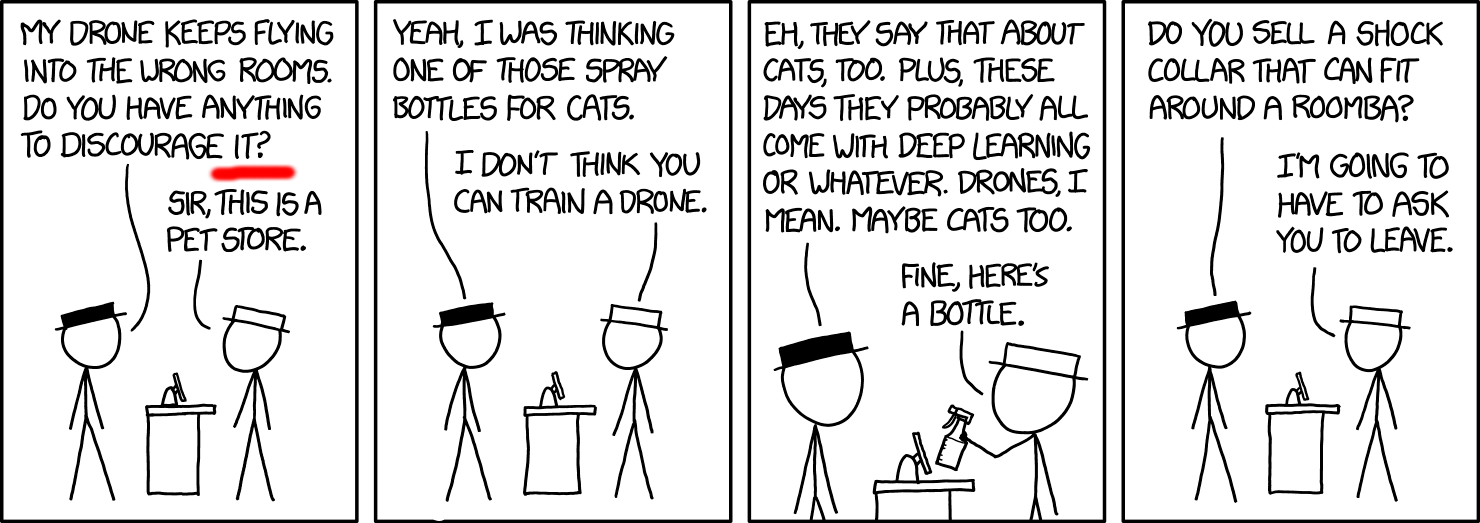 MY DRONE KEEPS FLYING
INTO THE WRONG ROOMS.
DO YOU HAVE ANYTHING
TO DISCOURAGE IT?
SIR, THIS IS A
PET STORE.
YEAH, I WAS THINKING
ONE OF THOSE SPRAY
BOTTLES FOR CATS.
I DON'T THINK YOU
CAN TRAIN A DRONE.
EH, THEY SAY THAT ABOUT
CATS, TOO. PLUS, THESE
DAYS THEY PROBABLY ALL
COME WITH DEEP LEARNING
OR WHATEVER. DRONES, I
MEAN. MAYBE CATS TOO.
FINE, HERE'S
A BOTTLE.
DO YOU SELL A SHOCK
COLLAR THAT CAN FIT
AROUND A ROOMBA?
I'M GOING TO
HAVE TO ASK
YOU TO LEAVE.